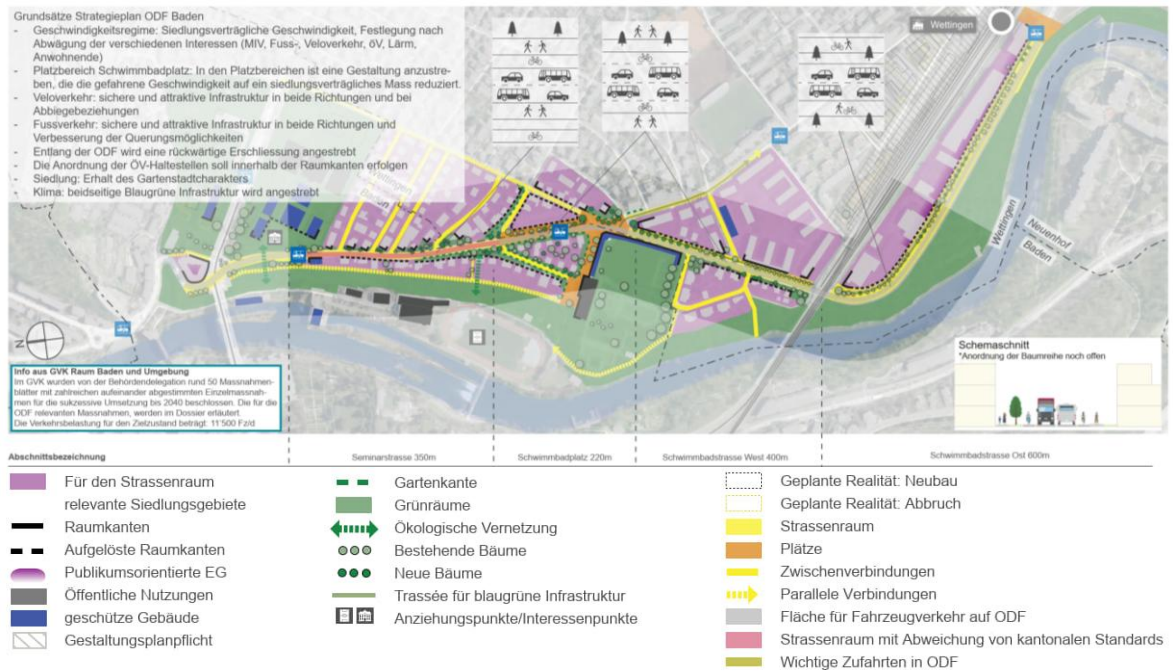 Grundsätze Strategieplan ODF Baden
- Geschwindigkeitsregime: Siedlungsverträgliche Geschwindigkeit, Festlegung nach
Abwägung der verschiedenen Interessen (MIV, Fuss-, Veloverkehr, öV, Lärm,
Anwohnende)
- Platzbereich Schwimmbadplatz: In den Platzbereichen ist eine Gestaltung anzustre-
ben, die die gefahrene Geschwindigkeit auf ein siedlungsverträgliches Mass reduziert.
- Veloverkehr: sichere und attraktive Infrastruktur in beide Richtungen und bei
Abbiegebeziehungen
- Fussverkehr: sichere und attraktive Infrastruktur in beide Richtungen und
Verbesserung der Querungsmöglichkeiten
- Entlang der ODF wird eine rückwärtige Erschliessung angestrebt
- Die Anordnung der ÖV-Haltestellen soll innerhalb der Raumkanten erfolgen
- Siedlung: Erhalt des Gartenstadtcharakters
- Klima: beidseitige Blaugrüne Infrastruktur wird angestrebt
Wettingen
Wettingen
Baden
Wettingen
Neuenhof
Baden
N
Info aus GVK Raum Baden und Umgebung
Im GVK wurden von der Behördendelegation rund 50 Massnahmen-
blätter mit zahlreichen aufeinander abgestimmten Einzelmassnah-
men für die sukzessive Umsetzung bis 2040 beschlossen. Die für die
ODF relevanten Massnahmen, werden im Dossier erläutert.
Die Verkehrsbelastung für den Zielzustand beträgt: 11'500 Fz/d
Schemaschnitt
*Anordnung der Baumreihe noch offen
Abschnittsbezeichnung
Seminarstrasse 350m
Schwimmbadplatz 220m
Schwimmbadstrasse West 400m
Schwimmbadstrasse Ost 600m
Für den Strassenraum
relevante Siedlungsgebiete
Raumkanten
Aufgelöste Raumkanten
Publikumsorientierte EG
Öffentliche Nutzungen
geschütze Gebäude
Gestaltungsplanpflicht
Gartenkante
Grünräume
Ökologische Vernetzung
Bestehende Bäume
Neue Bäume
Trassée für blaugrüne Infrastruktur
Anziehungspunkte/Interessenpunkte
Geplante Realität: Neubau
Geplante Realität: Abbruch
Strassenraum
Plätze
Zwischenverbindungen
Parallele Verbindungen
Fläche für Fahrzeugverkehr auf ODF
Strassenraum mit Abweichung von kantonalen Standards
Wichtige Zufahrten in ODF